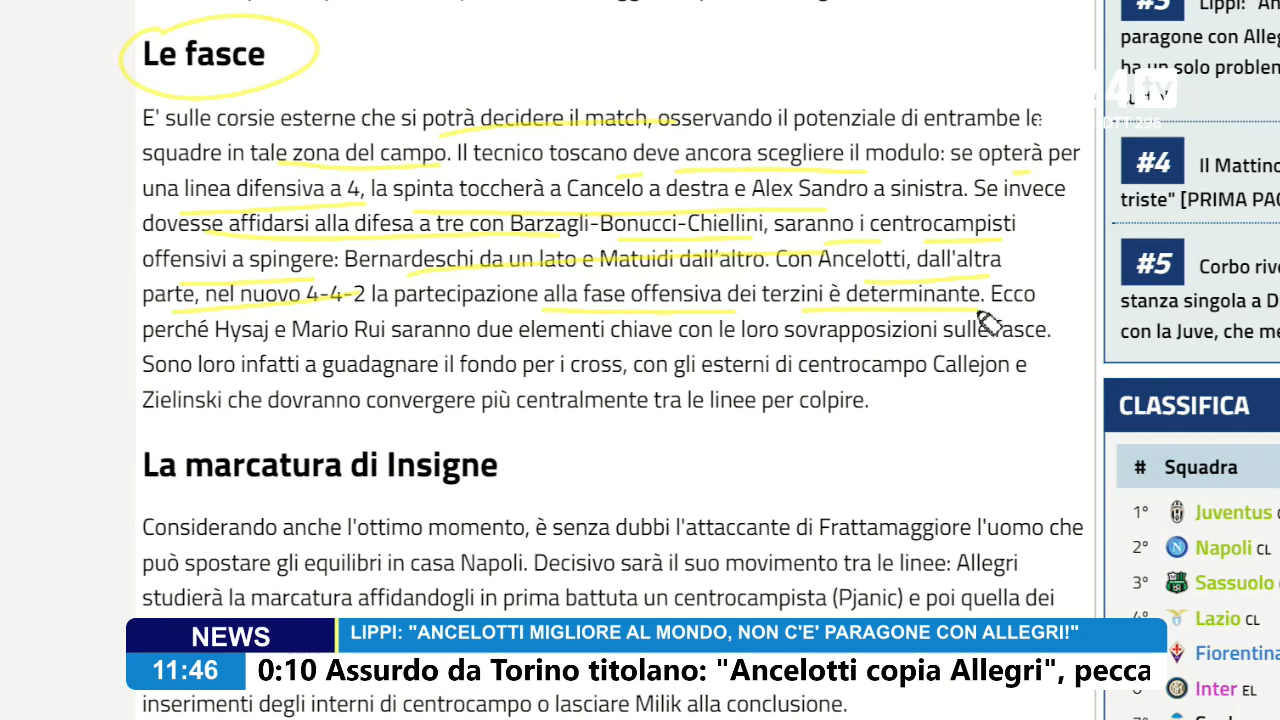 Le fasce
E' sulle corsie esterne che si potrà decidere il match, osservando il potenziale di entrambe le
squadre in tale zona del campo. Il tecnico toscano deve ancora scegliere il modulo: se opterà per
una linea difensiva a 4, la spinta toccherà a Cancelo a destra e Alex Sandro a sinistra. Se invece
dovesse affidarsi alla difesa a tre con Barzagli-Bonucci-Chiellini, saranno i centrocampisti
offensivi a spingere: Bernardeschi da un lato e Matuidi dall'altro. Con Ancelotti, dall'altra
parte, nel nuovo 4-4-2 la partecipazione alla fase offensiva dei terzini è determinante. Ecco
perché Hysaj e Mario Rui saranno due elementi chiave con le loro sovrapposizioni sulle fasce.
Sono loro infatti a guadagnare il fondo per i cross, con gli esterni di centrocampo Callejon e
Zielinski che dovranno convergere più centralmente tra le linee per colpire.
La marcatura di Insigne
Considerando anche l'ottimo momento, è senza dubbi l'attaccante di Frattamaggiore l'uomo che
può spostare gli equilibri in casa Napoli. Decisivo sarà il suo movimento tra le linee: Allegri
studierà la marcatura affidandogli in prima battuta un centrocampista (Pjanic) e poi quella dei
inserimenti degli interni di centrocampo o lasciare Milik alla conclusione.
#3 Lippi: "An
paragone con Alle
ha un solo problem
tv
DTT 296
#4 Il Mattino
triste" [PRIMA PAG
#5 Corbo rive
stanza singola a D
con la Juve, che me
CLASSIFICA
# Squadra
1º Juventus
2º Napoli CL
3º Sassuolo
4º Lazio CL
Fiorentina
6º Inter EL
NEWS
LIPPI: "ANCELOTTI MIGLIORE AL MONDO, NON C'E' PARAGONE CON ALLEGRI!"
11:46
0:10 Assurdo da Torino titolano: "Ancelotti copia Allegri", pecca